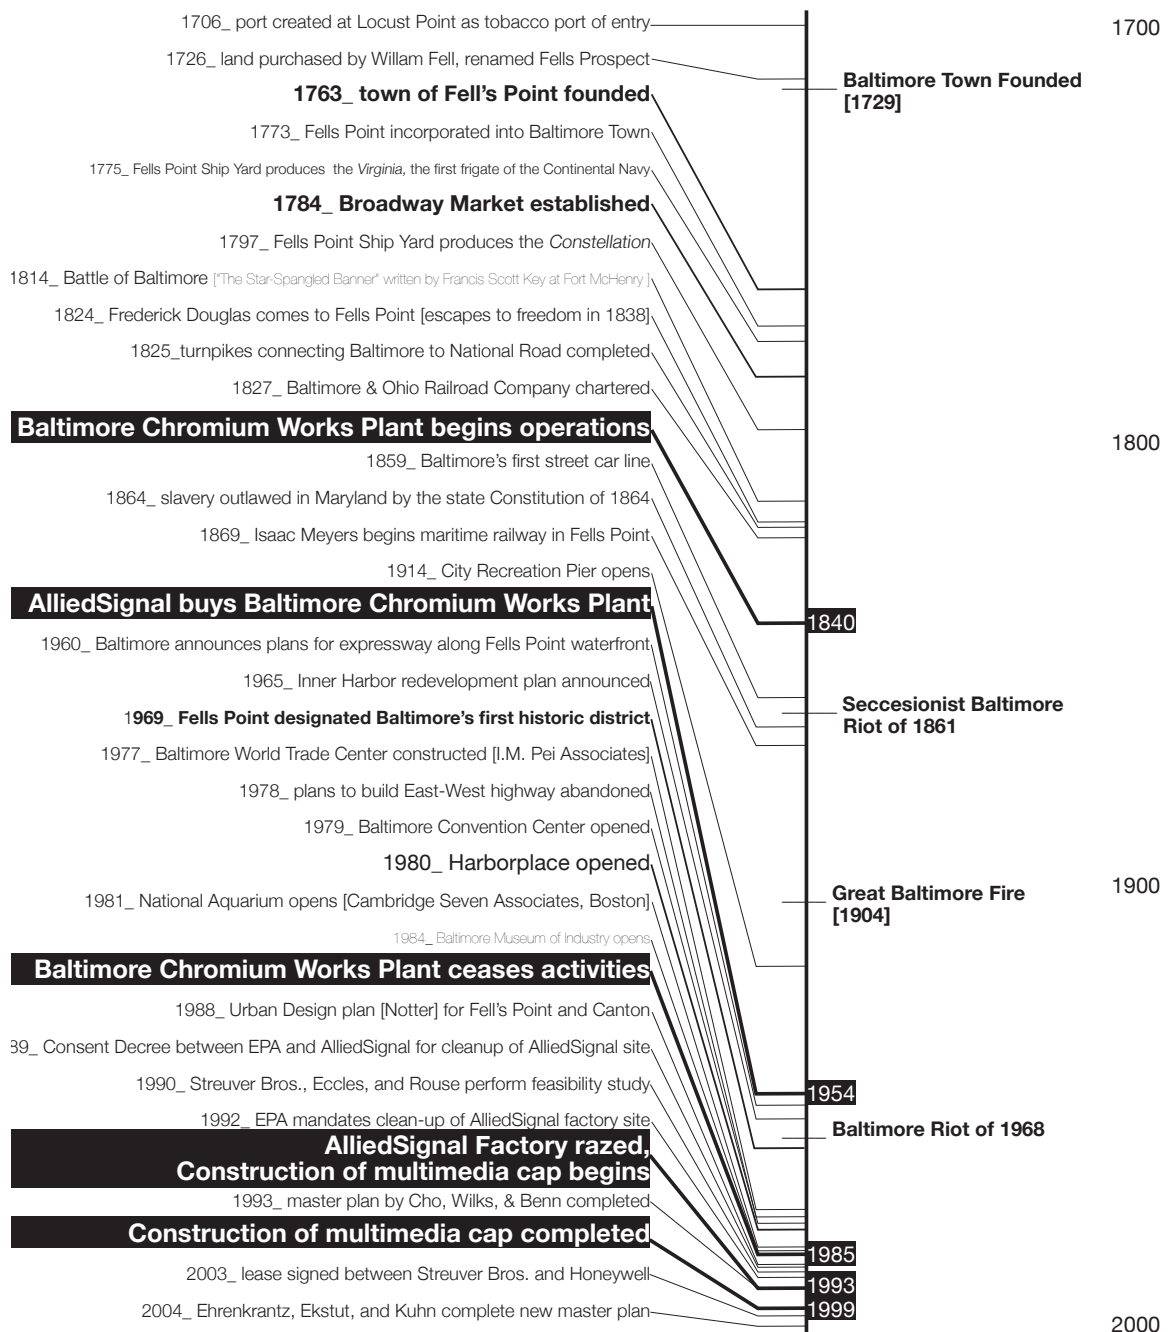 1706_ port created at Locust Point as tobacco port of entry
1726_ land purchased by Willam Fell, renamed Fells Prospect
1763_ town of Fell's Point founded
1773_ Fells Point incorporated into Baltimore Town
1775_ Fells Point Ship Yard produces the Virginia, the first frigate of the Continental Navy
1784_ Broadway Market established
1797_ Fells Point Ship Yard produces the Constellation
1814_ Battle of Baltimore ["The Star-Spangled Banner" written by Francis Scott Key at Fort McHenry ]
1824_ Frederick Douglas comes to Fells Point [escapes to freedom in 1838]
1825_turnpikes connecting Baltimore to National Road completed
1827_ Baltimore & Ohio Railroad Company chartered
Baltimore Chromium Works Plant begins operations
1859_ Baltimore's first street car line
1864_ slavery outlawed in Maryland by the state Constitution of 1864
1869_ Isaac Meyers begins maritime railway in Fells Point
1914_ City Recreation Pier opens
AlliedSignal buys Baltimore Chromium Works Plant
1960_ Baltimore announces plans for expressway along Fells Point waterfront
1965_ Inner Harbor redevelopment plan announced
1969_ Fells Point designated Baltimore's first historic district
1977_ Baltimore World Trade Center constructed [I.M. Pei Associates]
1978_ plans to build East-West highway abandoned
1979_ Baltimore Convention Center opened
1980_ Harborplace opened
1981_ National Aquarium opens [Cambridge Seven Associates, Boston]
1984_ Baltimore Museum of Industry opens
Baltimore Chromium Works Plant ceases activities
1988_ Urban Design plan [Notter] for Fell's Point and Canton
89_ Consent Decree between EPA and AlliedSignal for cleanup of AlliedSignal site
1990_ Streuver Bros., Eccles, and Rouse perform feasibility study
1992_ EPA mandates clean-up of AlliedSignal factory site
AlliedSignal Factory razed,
Construction of multimedia cap begins
1993_ master plan by Cho, Wilks, & Benn completed
Construction of multimedia cap completed
2003_ lease signed between Streuver Bros. and Honeywell
2004_ Ehrenkrantz, Ekstut, and Kuhn complete new master plan
1840
1954
1985
1993
1999
Baltimore Town Founded
[1729]
Seccesionist Baltimore
Riot of 1861
Great Baltimore Fire
[1904]
Baltimore Riot of 1968
1700
1800
1900
2000